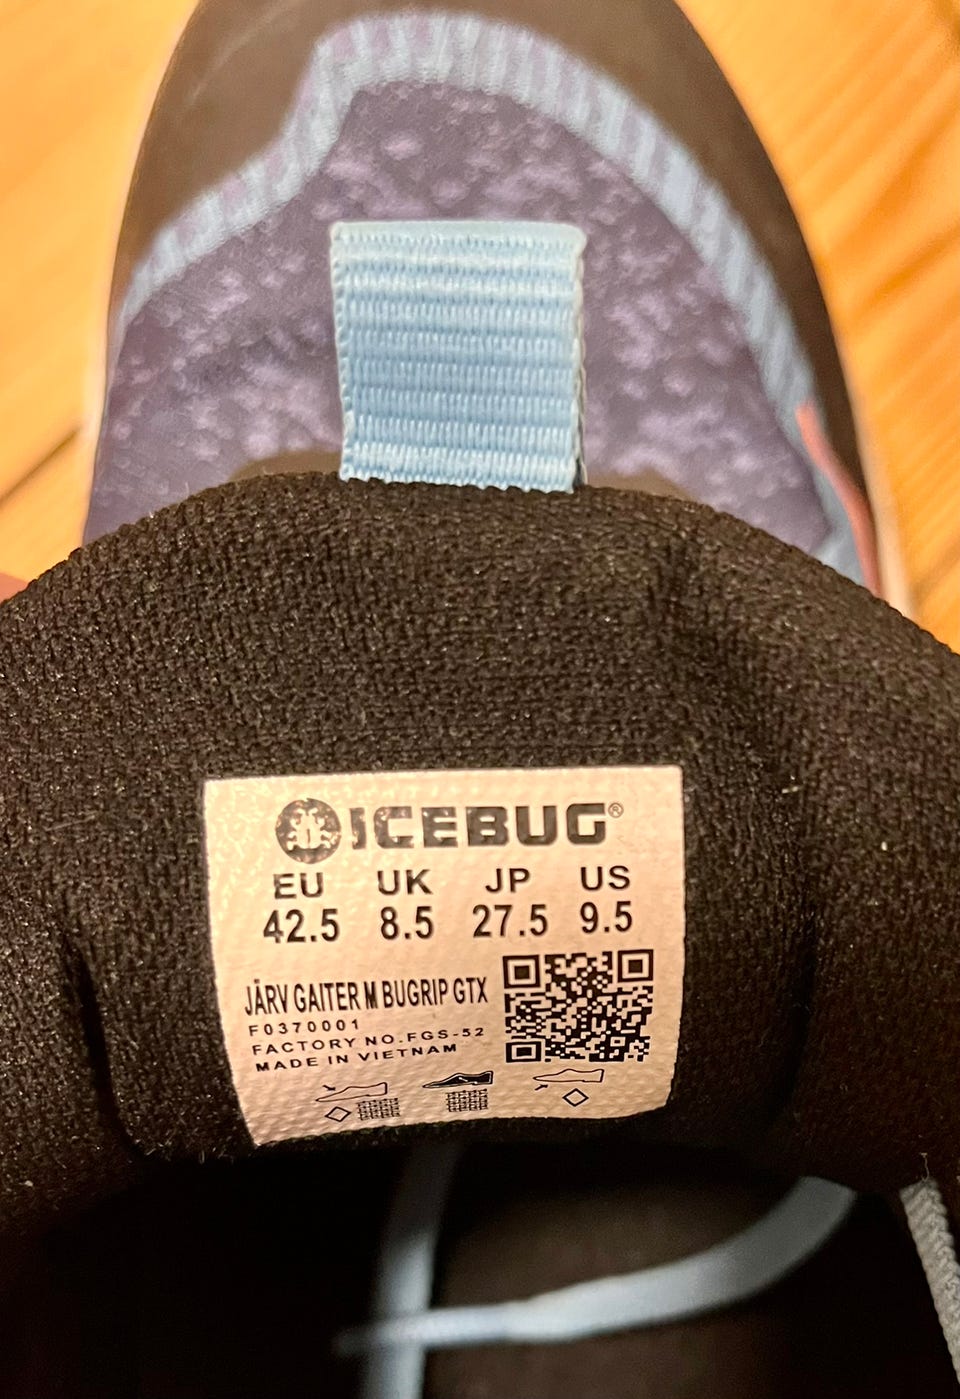 ICEBUG®
EU UK JP US
42.5 8.5 27.5 9.5
JÄRV GAITER M BUGRIP GTX
F0370001
FACTORY NO.FGS-52
MADE IN VIETNAM